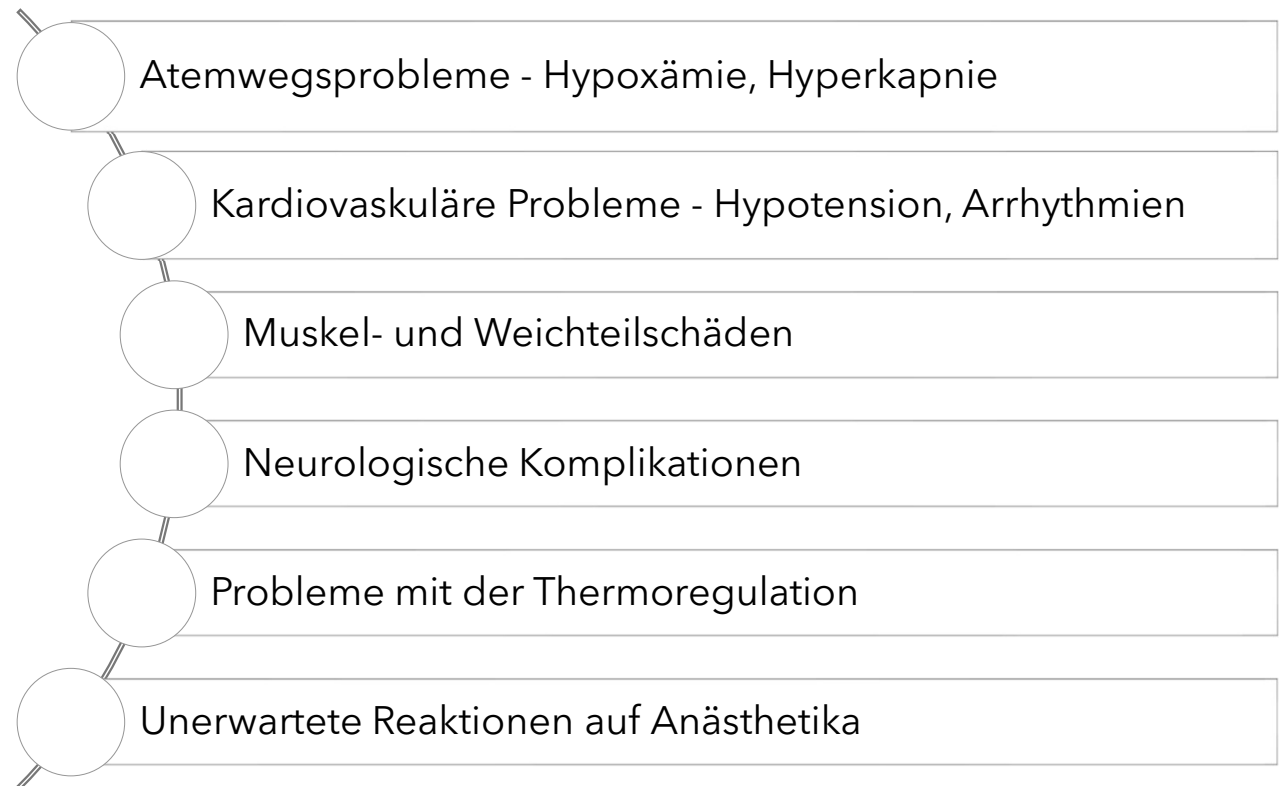 Atemwegsprobleme - Hypoxämie, Hyperkapnie
Kardiovaskuläre Probleme - Hypotension, Arrhythmien
Muskel- und Weichteilschäden
Neurologische Komplikationen
Probleme mit der Thermoregulation
Unerwartete Reaktionen auf Anästhetika